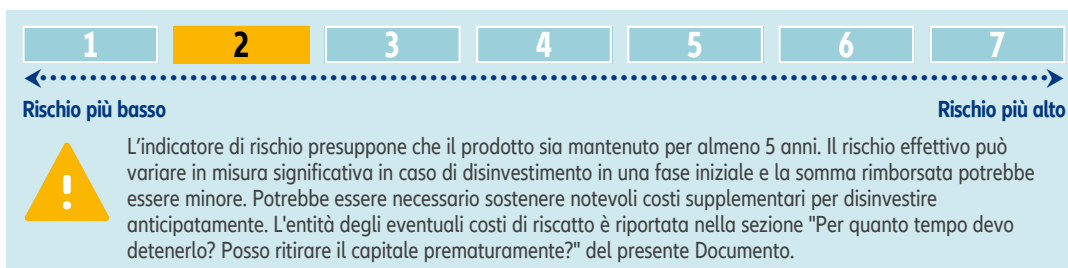 1 2 3 4 5 6 7
Rischio più basso Rischio più alto
L'indicatore di rischio presuppone che il prodotto sia mantenuto per almeno 5 anni. Il rischio effettivo può
variare in misura significativa in caso di disinvestimento in una fase iniziale e la somma rimborsata potrebbe
essere minore. Potrebbe essere necessario sostenere notevoli costi supplementari per disinvestire
anticipatamente. L'entità degli eventuali costi di riscatto è riportata nella sezione "Per quanto tempo devo
detenerlo? Posso ritirare il capitale prematuramente?" del presente Documento.